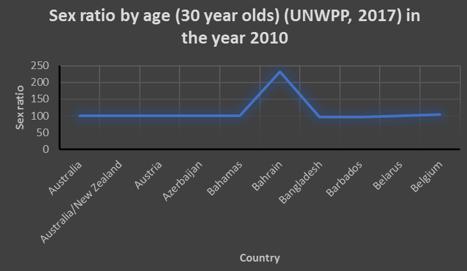 Sex ratio by age (30 year olds) (UNWPP, 2017) in
the year 2010
250
200
150
100
50
0
Sex ratio
Australia
Australia/New Zealand
Austria
Azerbaijan
Bahamas
Bahrain
Bangladesh
Barbados
Belarus
Belgium
Country